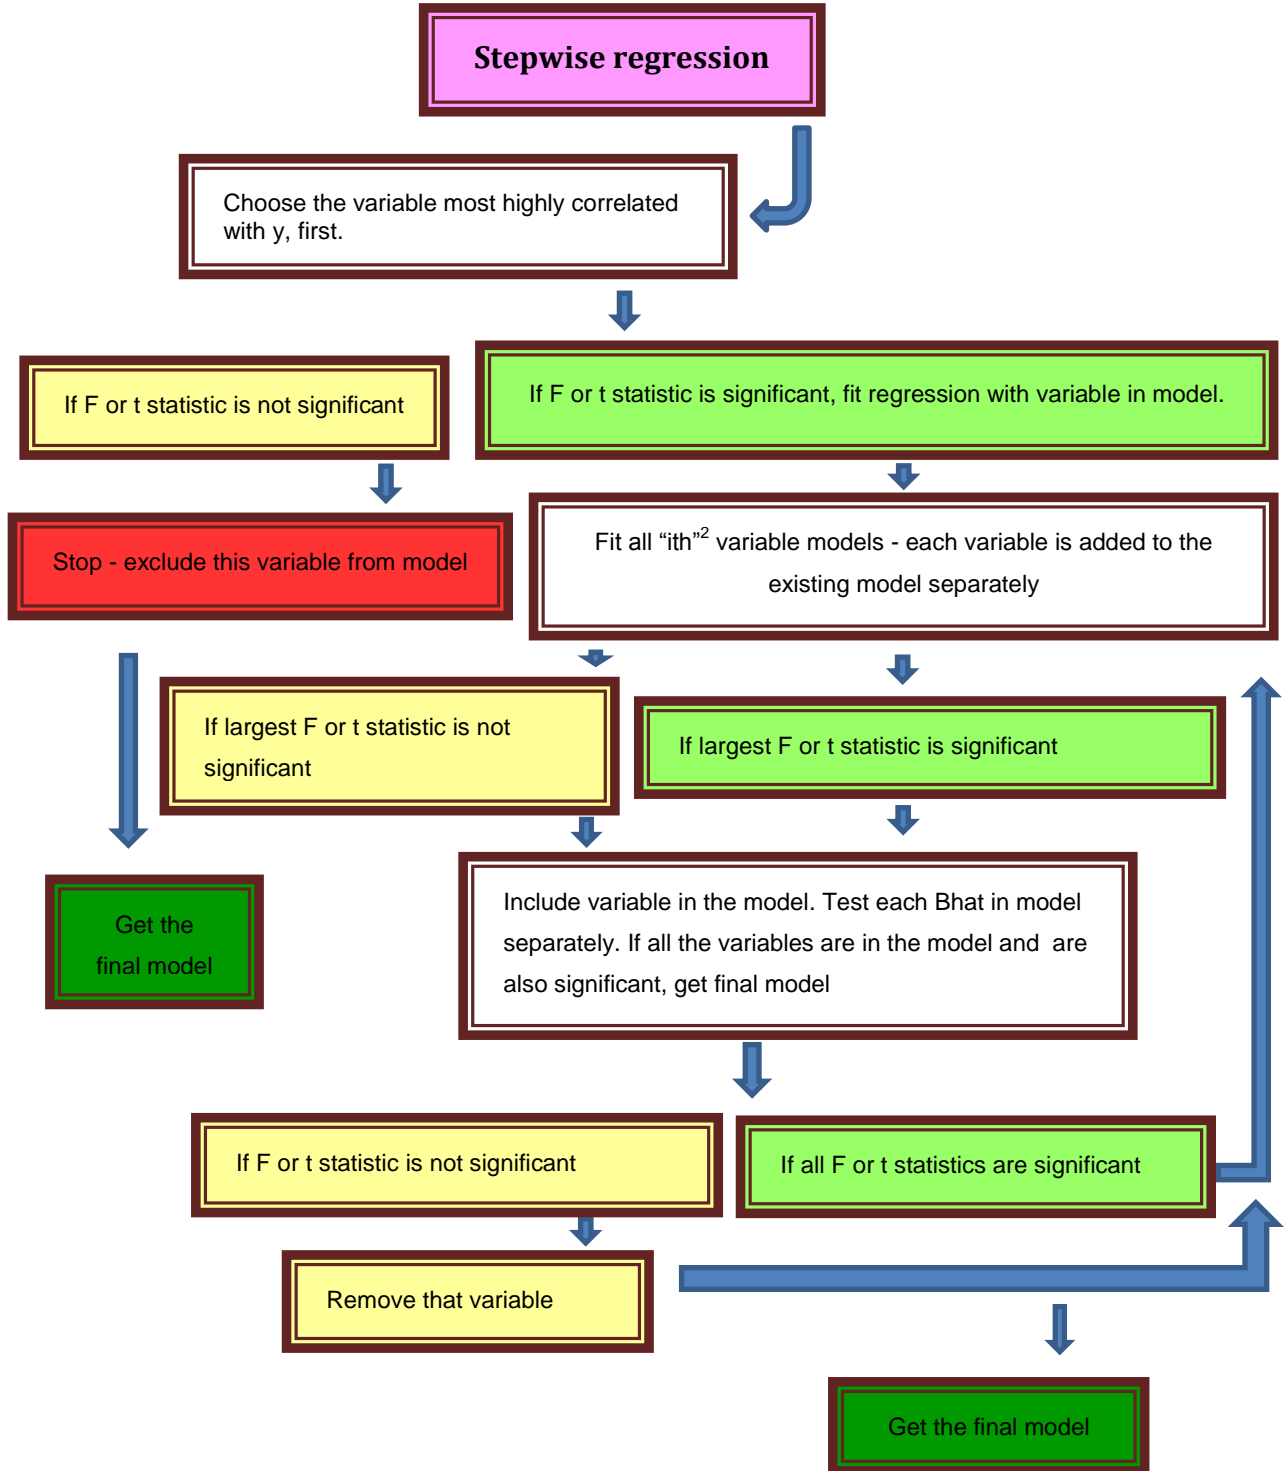 Stepwise regression
Choose the variable most highly correlated
with y, first.
If F or t statistic is not significant
If F or t statistic is significant, fit regression with variable in model.
Stop - exclude this variable from model
Fit all “ith”² variable models - each variable is added to the
existing model separately
If largest F or t statistic is not
significant
If largest F or t statistic is significant
Get the
final model
Include variable in the model. Test each Bhat in model
separately. If all the variables are in the model and  are
also significant, get final model
If F or t statistic is not significant
If all F or t statistics are significant
Remove that variable
Get the final model